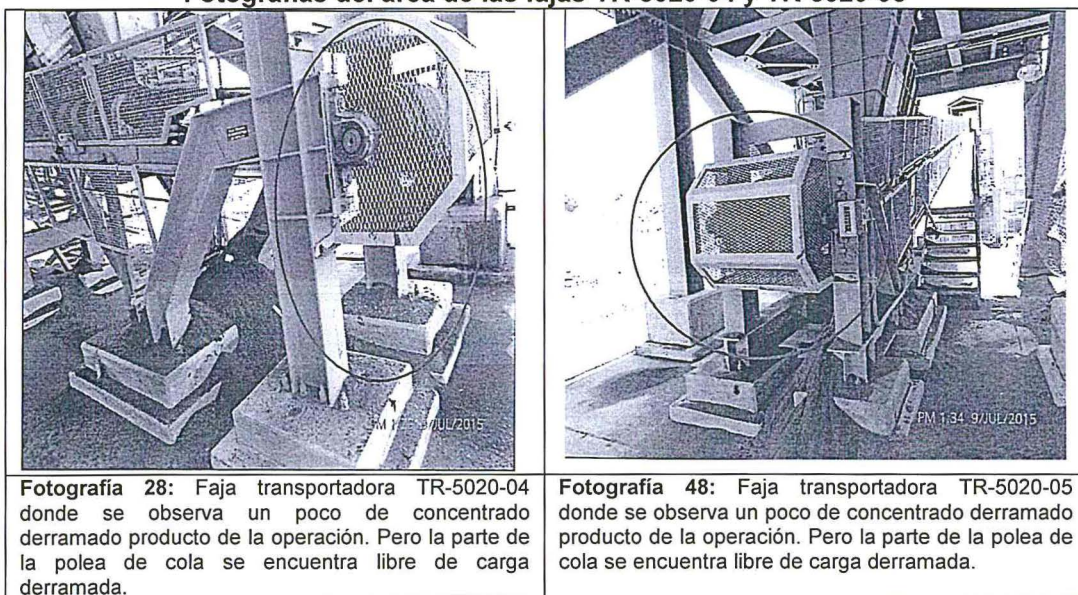 Fotografía 28: Faja transportadora TR-5020-04
donde se observa un poco de concentrado
derramado producto de la operación. Pero la parte de
la polea de cola se encuentra libre de carga
derramada.
PM 1:34 9/JUL/2015
Fotografía 48: Faja transportadora TR-5020-05
donde se observa un poco de concentrado derramado
producto de la operación. Pero la parte de la polea de
cola se encuentra libre de carga derramada.